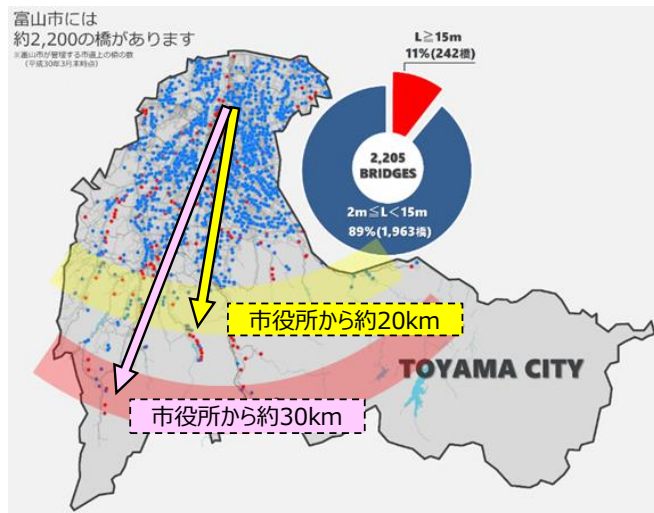 富山市には
約2,200の橋があります
※富山市が管理する市道上の橋の数
(平成30年3月末時点)
L≧15m
11%(242橋)
2,205
BRIDGES
2m≦L<15m
89%(1,963橋)
市役所から約20km
TOYAMA CITY
市役所から約30km